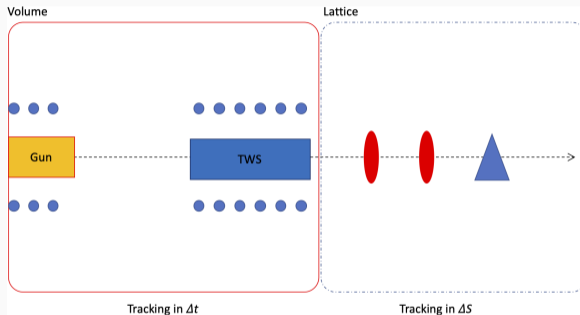 Volume
Lattice
Gun
TWS
Tracking in Δt
Tracking in ΔS